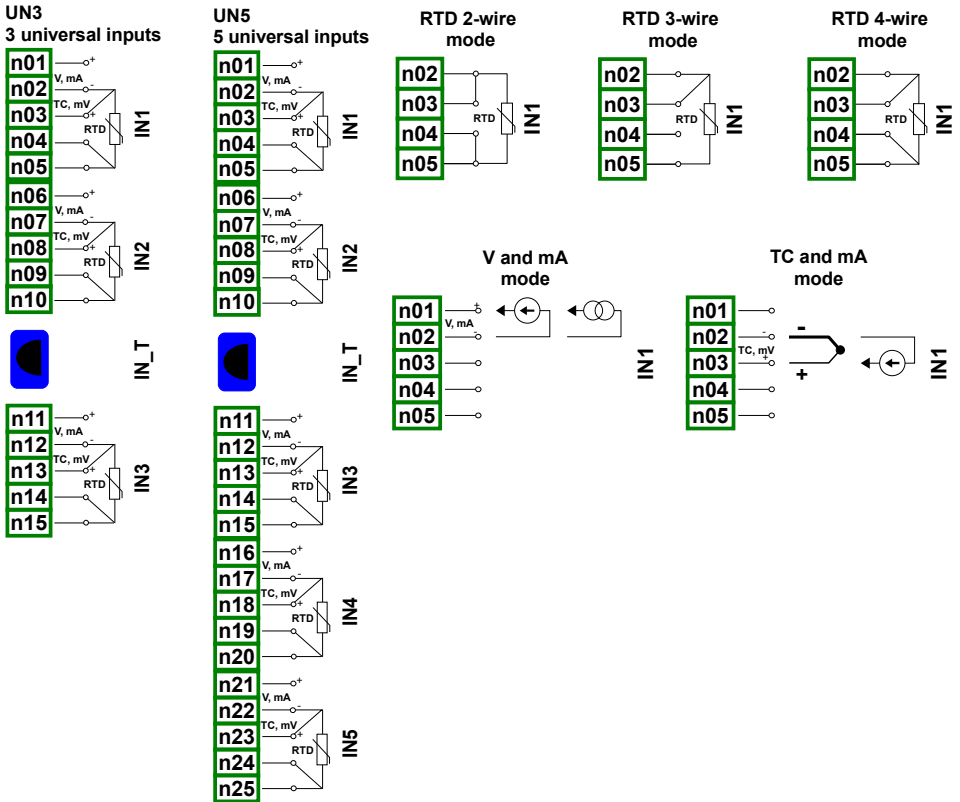 UN3
3 universal inputs
n01
+
V, mA
n02
-
TC, mV
n03
+
RTD
n04
n05
IN1
n06
+
V, mA
n07
-
TC, mV
n08
+
RTD
n09
n10
IN2
IN_T
n11
+
V, mA
n12
-
TC, mV
n13
+
RTD
n14
n15
IN3
UN5
5 universal inputs
n01
+
V, mA
n02
-
TC, mV
n03
+
RTD
n04
n05
IN1
n06
+
V, mA
n07
-
TC, mV
n08
+
RTD
n09
n10
IN2
IN_T
n11
+
V, mA
n12
-
TC, mV
n13
+
RTD
n14
n15
IN3
n16
+
V, mA
n17
-
TC, mV
n18
+
RTD
n19
n20
IN4
n21
+
V, mA
n22
-
TC, mV
n23
+
RTD
n24
n25
IN5
RTD 2-wire
mode
n02
n03
RTD
n04
n05
IN1
RTD 3-wire
mode
n02
n03
RTD
n04
n05
IN1
RTD 4-wire
mode
n02
n03
RTD
n04
n05
IN1
V and mA
mode
n01
+
V, mA
n02
-
n03
n04
n05
IN1
TC and mA
mode
n01
n02
-
-
TC, mV
n03
+
+
n04
n05
IN1